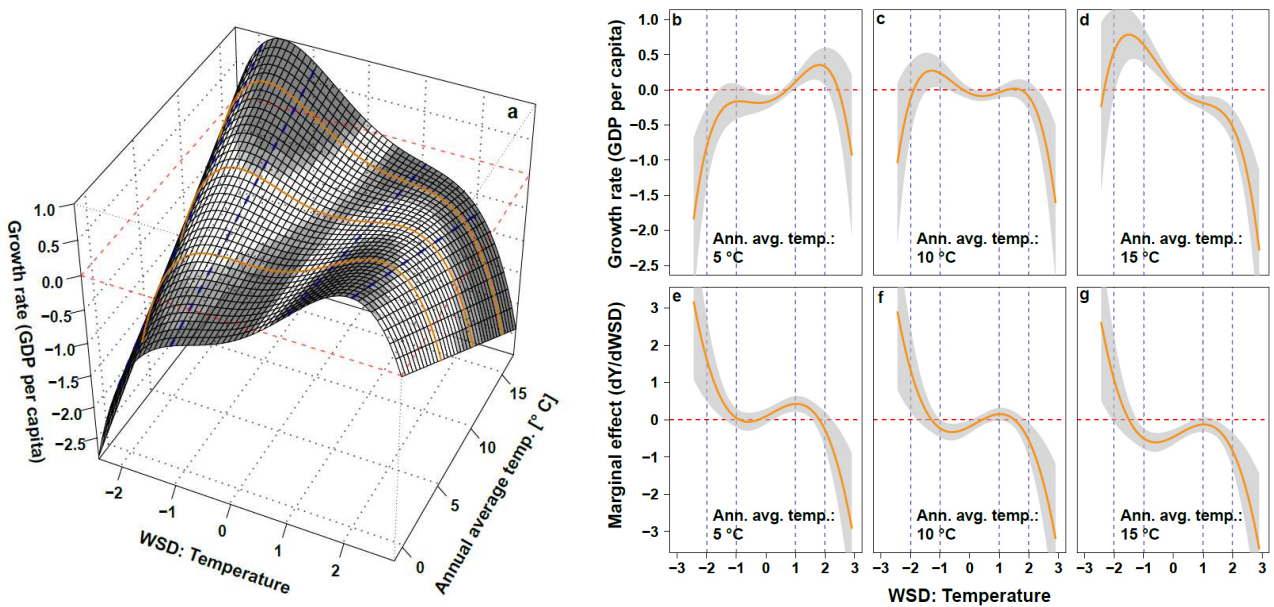 a
1.0
0.5
0.0
−0.5
−1.0
−1.5
−2.0
−2.5
Growth rate (GDP per capita)
−2
−1
0
1
2
WSD: Temperature
0
5
10
15
Annual average temp. [° C]
b
c
d
Growth rate (GDP per capita)
1.0
0.5
0.0
−0.5
−1.0
−1.5
−2.0
−2.5
Ann. avg. temp.:
5 °C
Ann. avg. temp.:
10 °C
Ann. avg. temp.:
15 °C
e
f
g
Marginal effect (dY/dWSD)
3
2
1
0
−1
−2
−3
Ann. avg. temp.:
5 °C
Ann. avg. temp.:
10 °C
Ann. avg. temp.:
15 °C
−3 −2 −1 0 1 2 3
−3 −2 −1 0 1 2 3
−3 −2 −1 0 1 2 3
WSD: Temperature